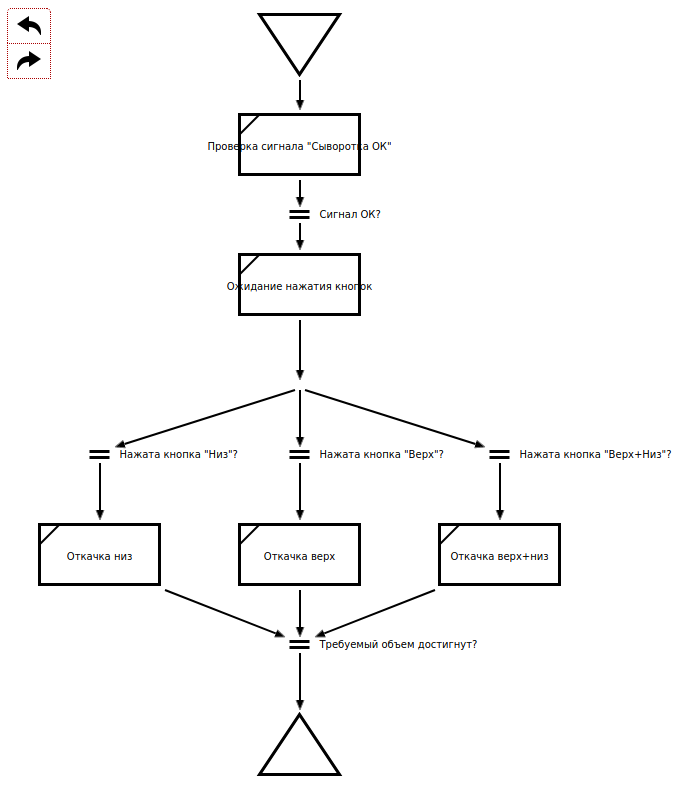 Проверка сигнала "Сыворотка ОК"
Сигнал ОК?
Ожидание нажатия кнопок
Нажата кнопка "Низ"?
Нажата кнопка "Верх"?
Нажата кнопка "Верх+Низ"?
Откачка низ
Откачка верх
Откачка верх+низ
Требуемый объем достигнут?